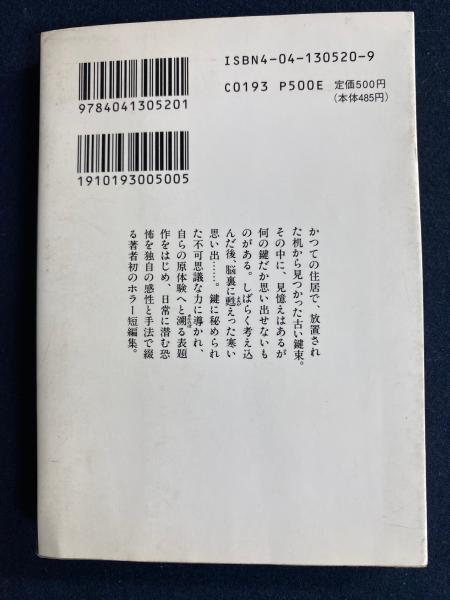 ISBN4-04-130520-9
C0193 P500E
定価500円
(本体485円)
9784041305201
1910193005005
かつての住居で、放置され
た机から見つかった古い鍵束。
その中に、見憶えはあるが
何の鍵だか思い出せないも
のがある。しばらく考え込
んだ後、脳裏に甦った寒い
思い出……。鍵に秘められ
た不可思議な力に導かれ、
自らの原体験へと溯る表題
作をはじめ、日常に潜む恐
怖を独自の感性と手法で綴
る著者初のホラー短編集。